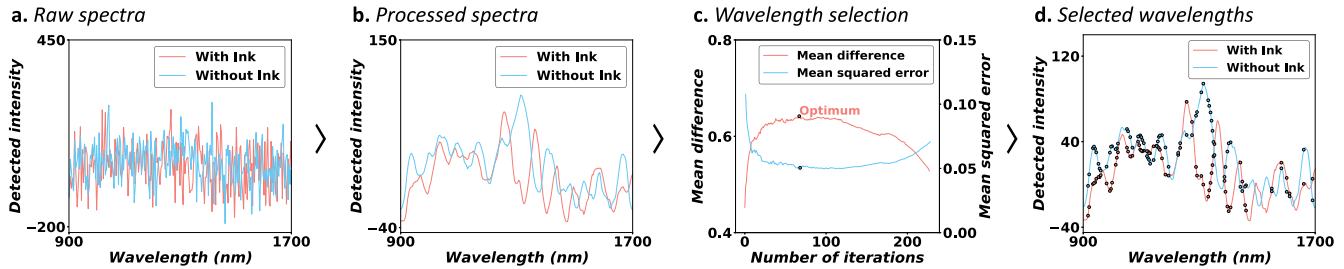 a. Raw spectra
450
With Ink
Without Ink
Detected intensity
−200
900
1700
Wavelength (nm)
>
b. Processed spectra
150
With Ink
Without Ink
Detected intensity
−40
900
1700
Wavelength (nm)
>
c. Wavelength selection
0.8
0.15
Mean difference
Mean squared error
Optimum
Mean difference
0.6
0.4
0.10
0.05
0.00
Mean squared error
0
100
200
Number of iterations
>
d. Selected wavelengths
120
With Ink
Without Ink
Detected intensity
40
−40
900
1700
Wavelength (nm)